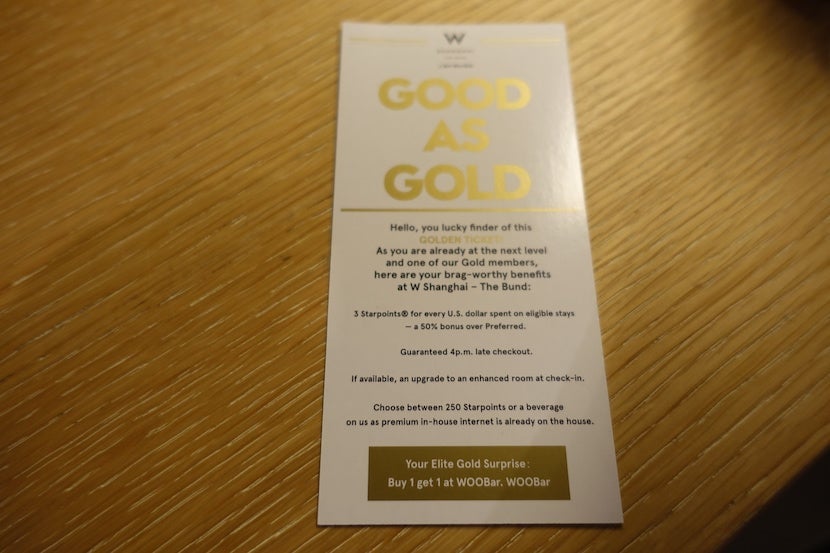 W
SHANGHAI
GOOD
AS
GOLD
Hello, you lucky finder of this
GOLDEN TICKET!
As you are already at the next level
and one of our Gold members,
here are your brag-worthy benefits
at W Shanghai – The Bund:
3 Starpoints® for every U.S. dollar spent on eligible stays
— a 50% bonus over Preferred.
Guaranteed 4p.m. late checkout.
If available, an upgrade to an enhanced room at check-in.
Choose between 250 Starpoints or a beverage
on us as premium in-house internet is already on the house.
Your Elite Gold Surprise:
Buy 1 get 1 at WOOBar. WOOBar